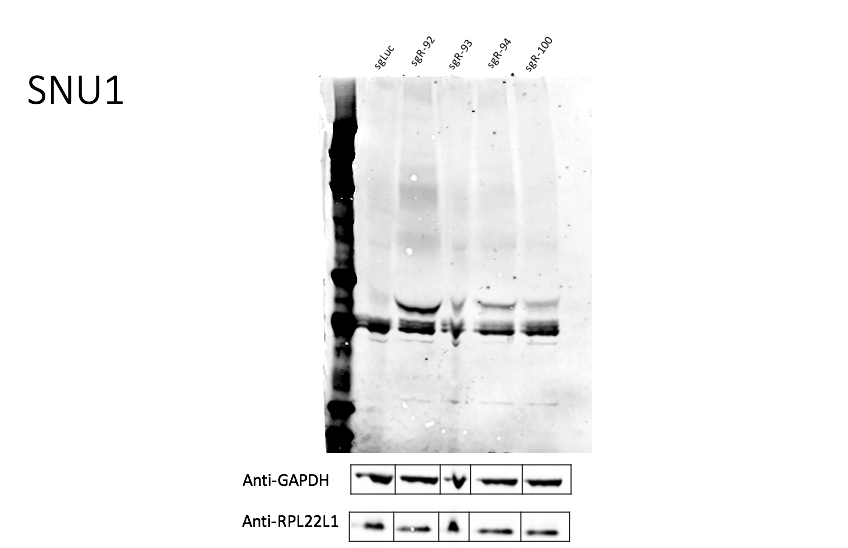 SNU1
sgLuc
sgR-92
sgR-93
sgR-94
sgR-100
Anti-GAPDH
Anti-RPL22L1